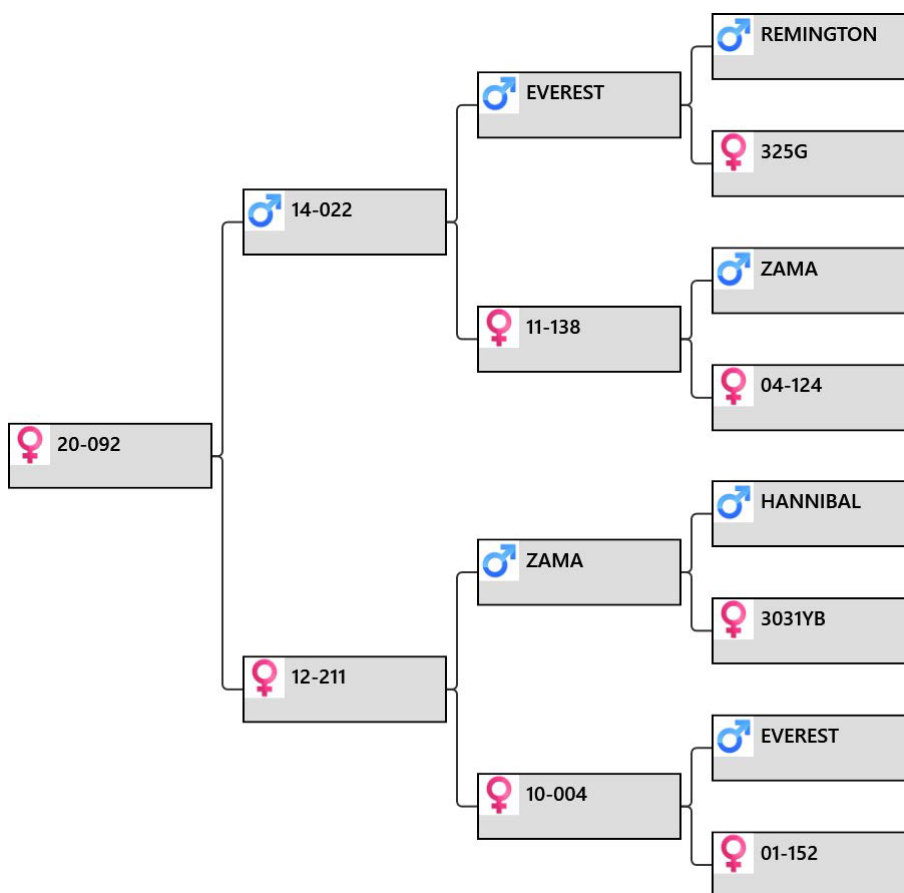 REMINGTON
EVEREST
325G
14-022
ZAMA
11-138
04-124
20-092
HANNIBAL
ZAMA
3031YB
12-211
EVEREST
10-004
01-152